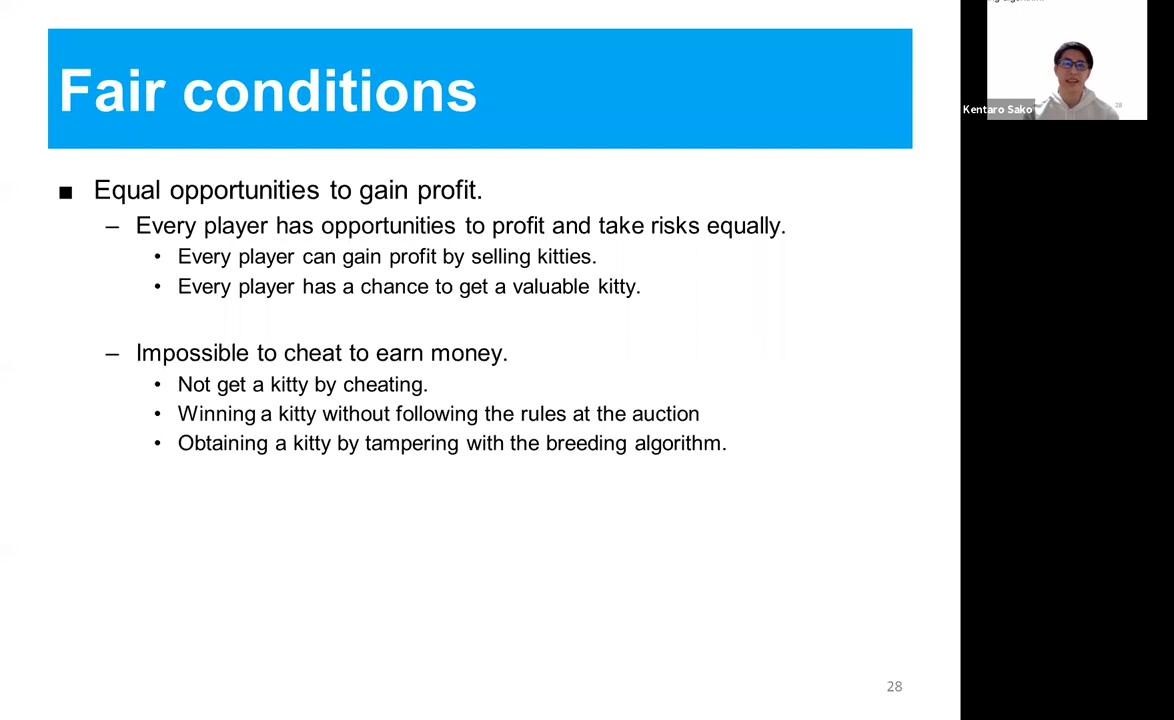 Fair conditions
■ Equal opportunities to gain profit.
– Every player has opportunities to profit and take risks equally.
• Every player can gain profit by selling kitties.
• Every player has a chance to get a valuable kitty.
– Impossible to cheat to earn money.
• Not get a kitty by cheating.
• Winning a kitty without following the rules at the auction
• Obtaining a kitty by tampering with the breeding algorithm.
28
Kentaro Sako
28